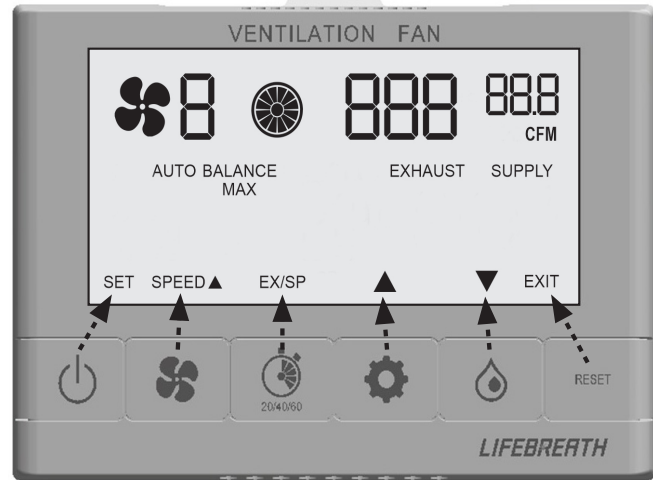 VENTILATION FAN
8 888 88.8
CFM
AUTO BALANCE EXHAUST SUPPLY
MAX
SET SPEED▲ EX/SP ▲ ▼ EXIT
20/40/60 RESET
LIFEBREATH